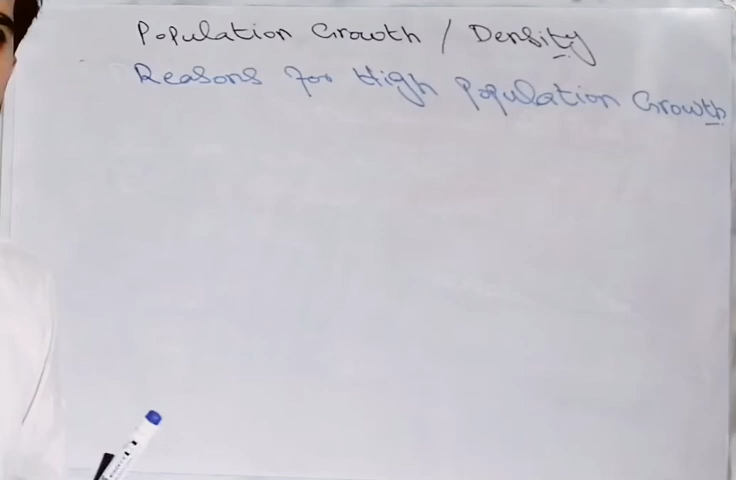 Population Growth / Density
Reasons for High Population Growth